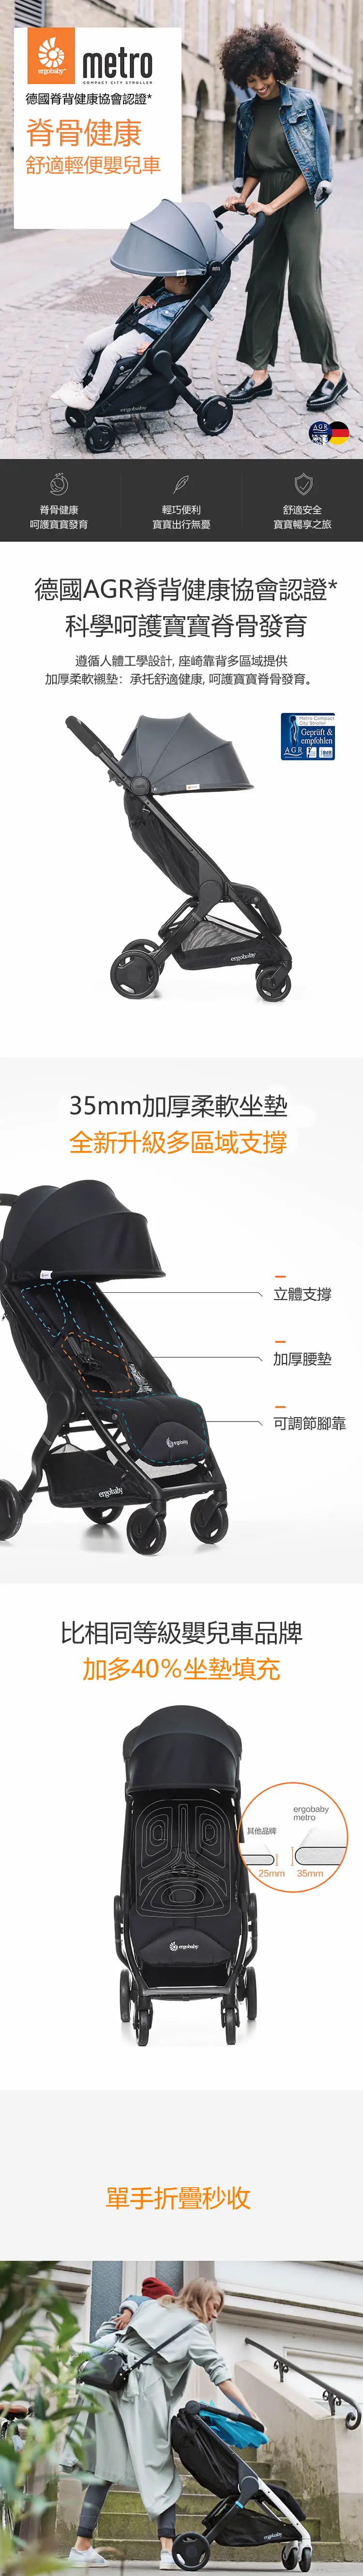 ergobaby
metro
COMPACT CITY STROLLER
德國脊背健康協會認證*
脊骨健康
舒適輕便嬰兒車
ergobaby
AGR
脊骨健康
呵護寶寶發育
輕巧便利
寶寶出行無憂
舒適安全
寶寶暢享之旅
德國AGR脊背健康協會認證*
科學呵護寶寶脊骨發育
遵循人體工學設計, 座崎靠背多區域提供
加厚柔軟襯墊：承托舒適健康, 呵護寶寶脊骨發育。
Metro Compact
City Stroller
Geprüft &
empfohlen
AGR
ergobaby
35mm加厚柔軟坐墊
全新升級多區域支撐
立體支撐
加厚腰墊
可調節腳靠
ergobaby
ergobaby
比相同等級嬰兒車品牌
加多40%坐墊填充
ergobaby
metro
其他品牌
25mm
35mm
ergobaby
單手折疊秒收
ergobaby